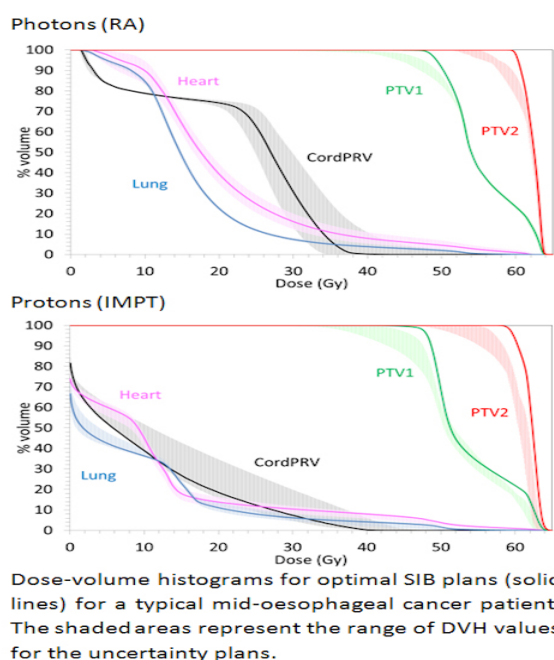 Photons (RA)
100
90
80
70
60
50
40
30
20
10
0
% volume
Heart
PTV1
PTV2
CordPRV
Lung
0 10 20 30 40 50 60
Dose (Gy)
Protons (IMPT)
100
90
80
70
60
50
40
30
20
10
0
% volume
PTV1
Heart
PTV2
CordPRV
Lung
0 10 20 30 40 50 60
Dose (Gy)
Dose-volume histograms for optimal SIB plans (solid
lines) for a typical mid-oesophageal cancer patient
The shaded areas represent the range of DVH values
for the uncertainty plans.